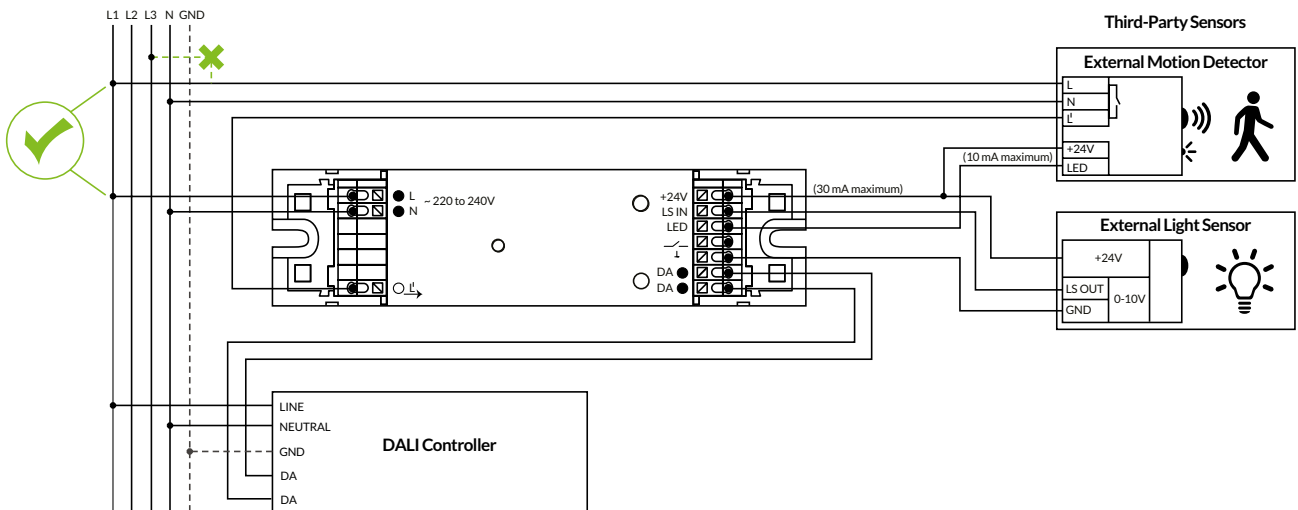 L1 L2 L3 N GND
Third-Party Sensors
External Motion Detector
L
N
L'
+24V
LED
(10 mA maximum)
(30 mA maximum)
L
N
~ 220 to 240V
L'
+24V
LS IN
LED
DA
DA
External Light Sensor
+24V
LS OUT
GND
0-10V
LINE
NEUTRAL
GND
DA
DA
DALI Controller